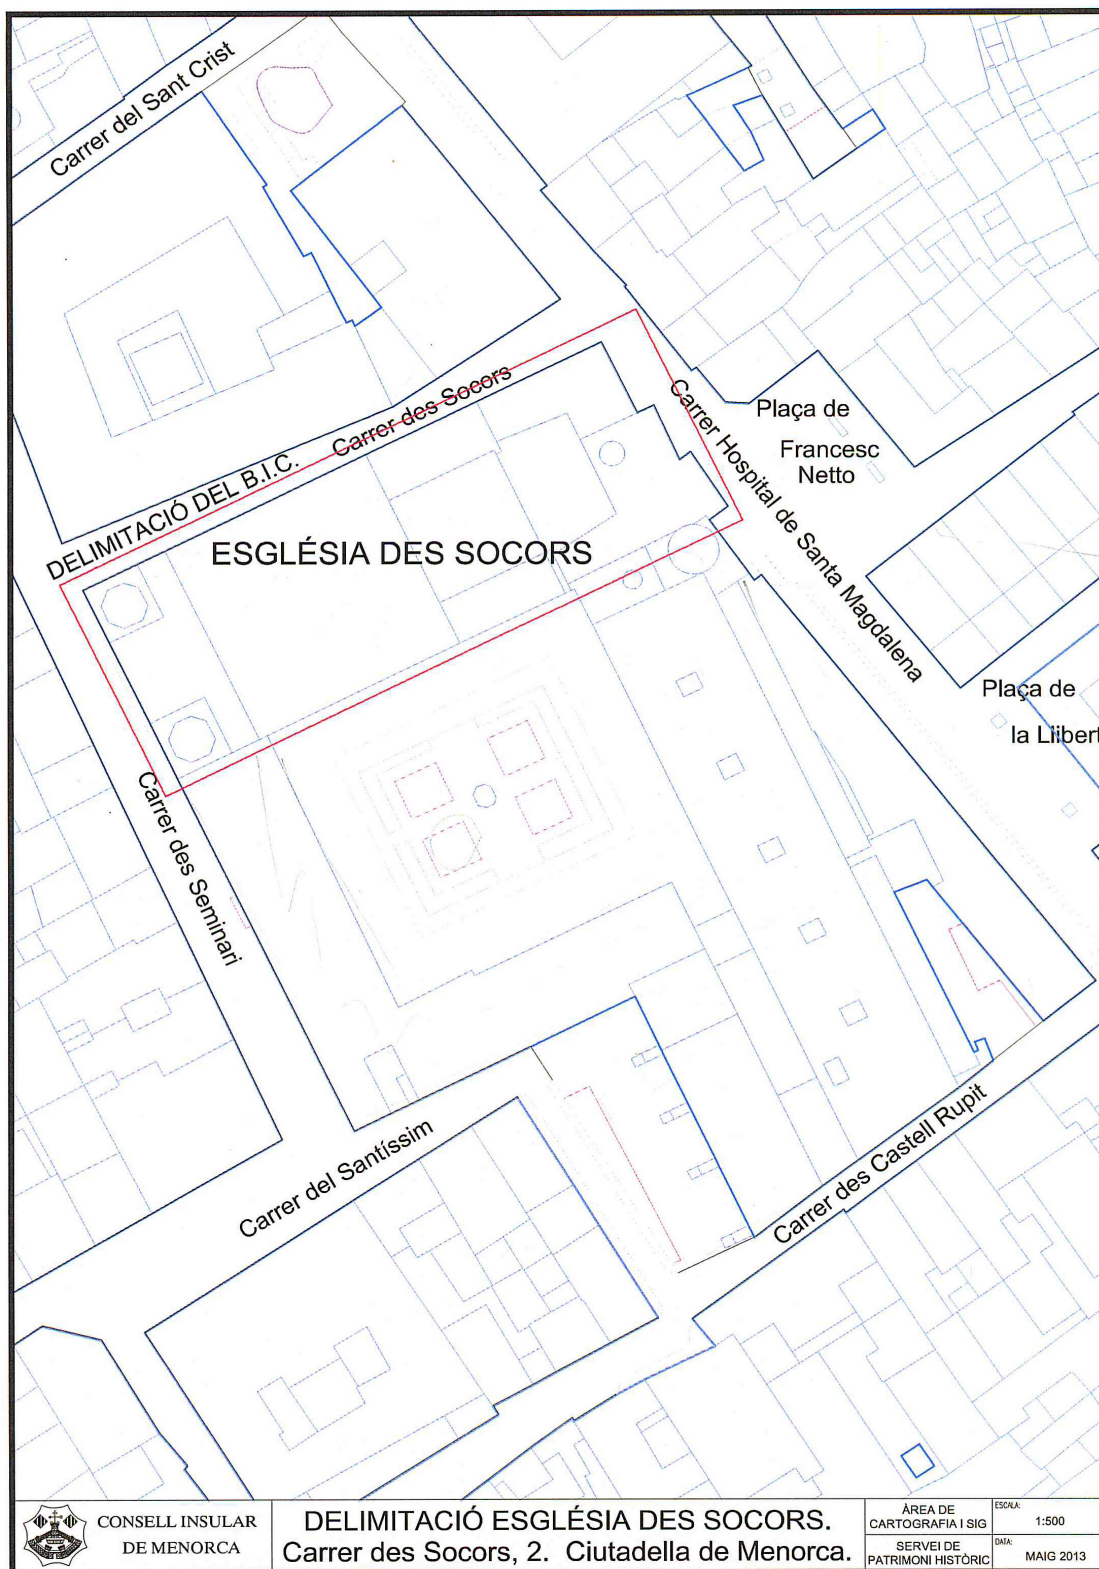 Carrer del Sant Crist
Carrer des Socors
DELIMITACIÓ DEL B.I.C.
Carrer Hospital de Santa Magdalena
Plaça de
Francesc
Netto
ESGLÉSIA DES SOCORS
Plaça de
la Llibert
Carrer des Seminari
Carrer del Santíssim
Carrer des Castell Rupit
CONSELL INSULAR
DE MENORCA
DELIMITACIÓ ESGLÉSIA DES SOCORS.
Carrer des Socors, 2. Ciutadella de Menorca.
ÀREA DE
CARTOGRAFIA I SIG
SERVEI DE
PATRIMONI HISTÒRIC
ESCALA:
1:500
DATA:
MAIG 2013